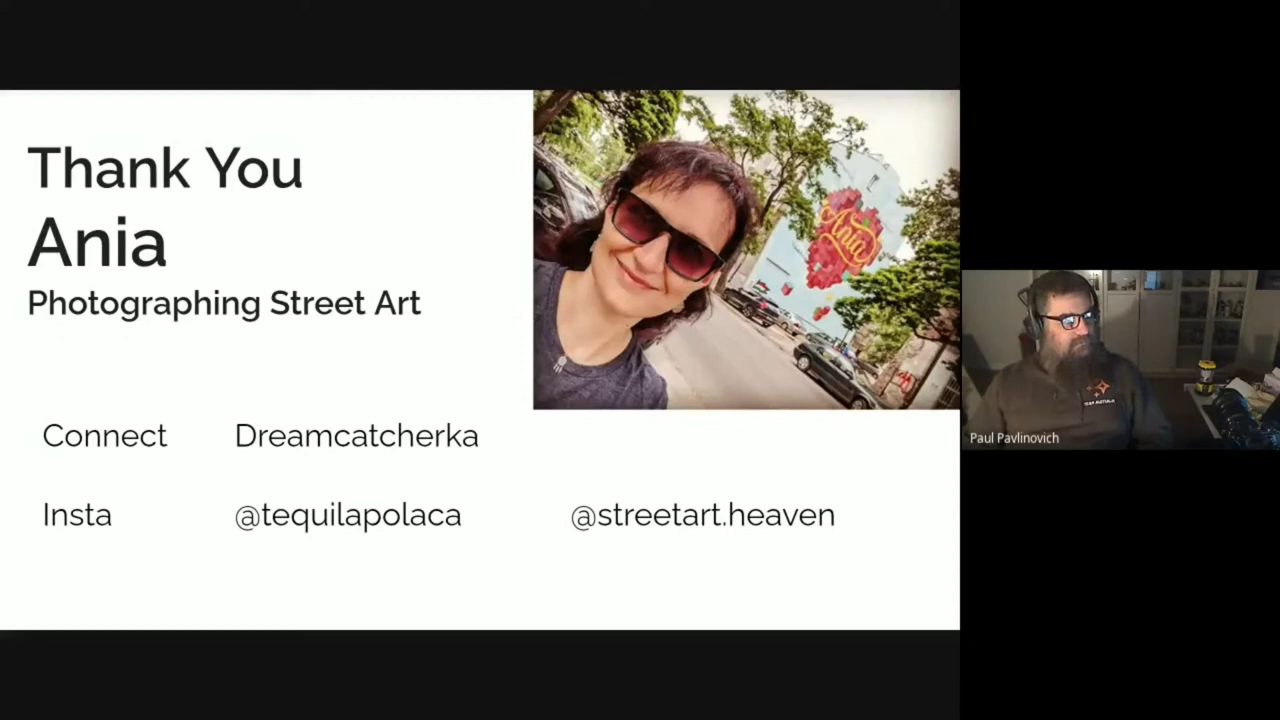 Thank You
Ania
Photographing Street Art
Ania
Connect Dreamcatcherka
Insta @tequilapolaca @streetart.heaven
Paul Pavlinovich